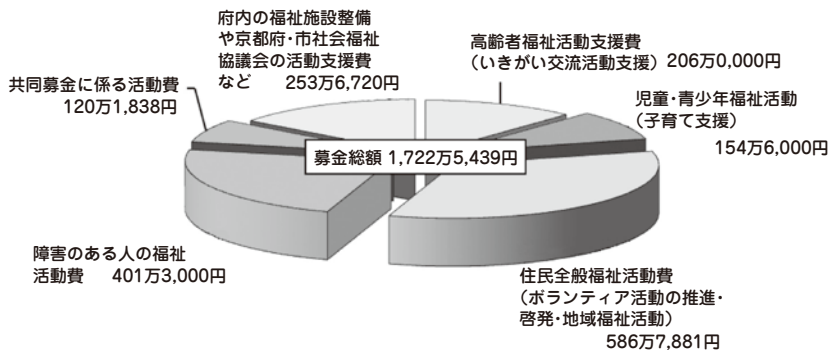 府内の福祉施設整備
や京都府・市社会福祉
協議会の活動支援費
など 253万6,720円
高齢者福祉活動支援費
（いきがい交流活動支援） 206万0,000円
共同募金に係る活動費
120万1,838円
児童・青少年福祉活動
（子育て支援）
154万6,000円
募金総額 1,722万5,439円
障害のある人の福祉
活動費 401万3,000円
住民全般福祉活動費
（ボランティア活動の推進・
啓発・地域福祉活動）
586万7,881円